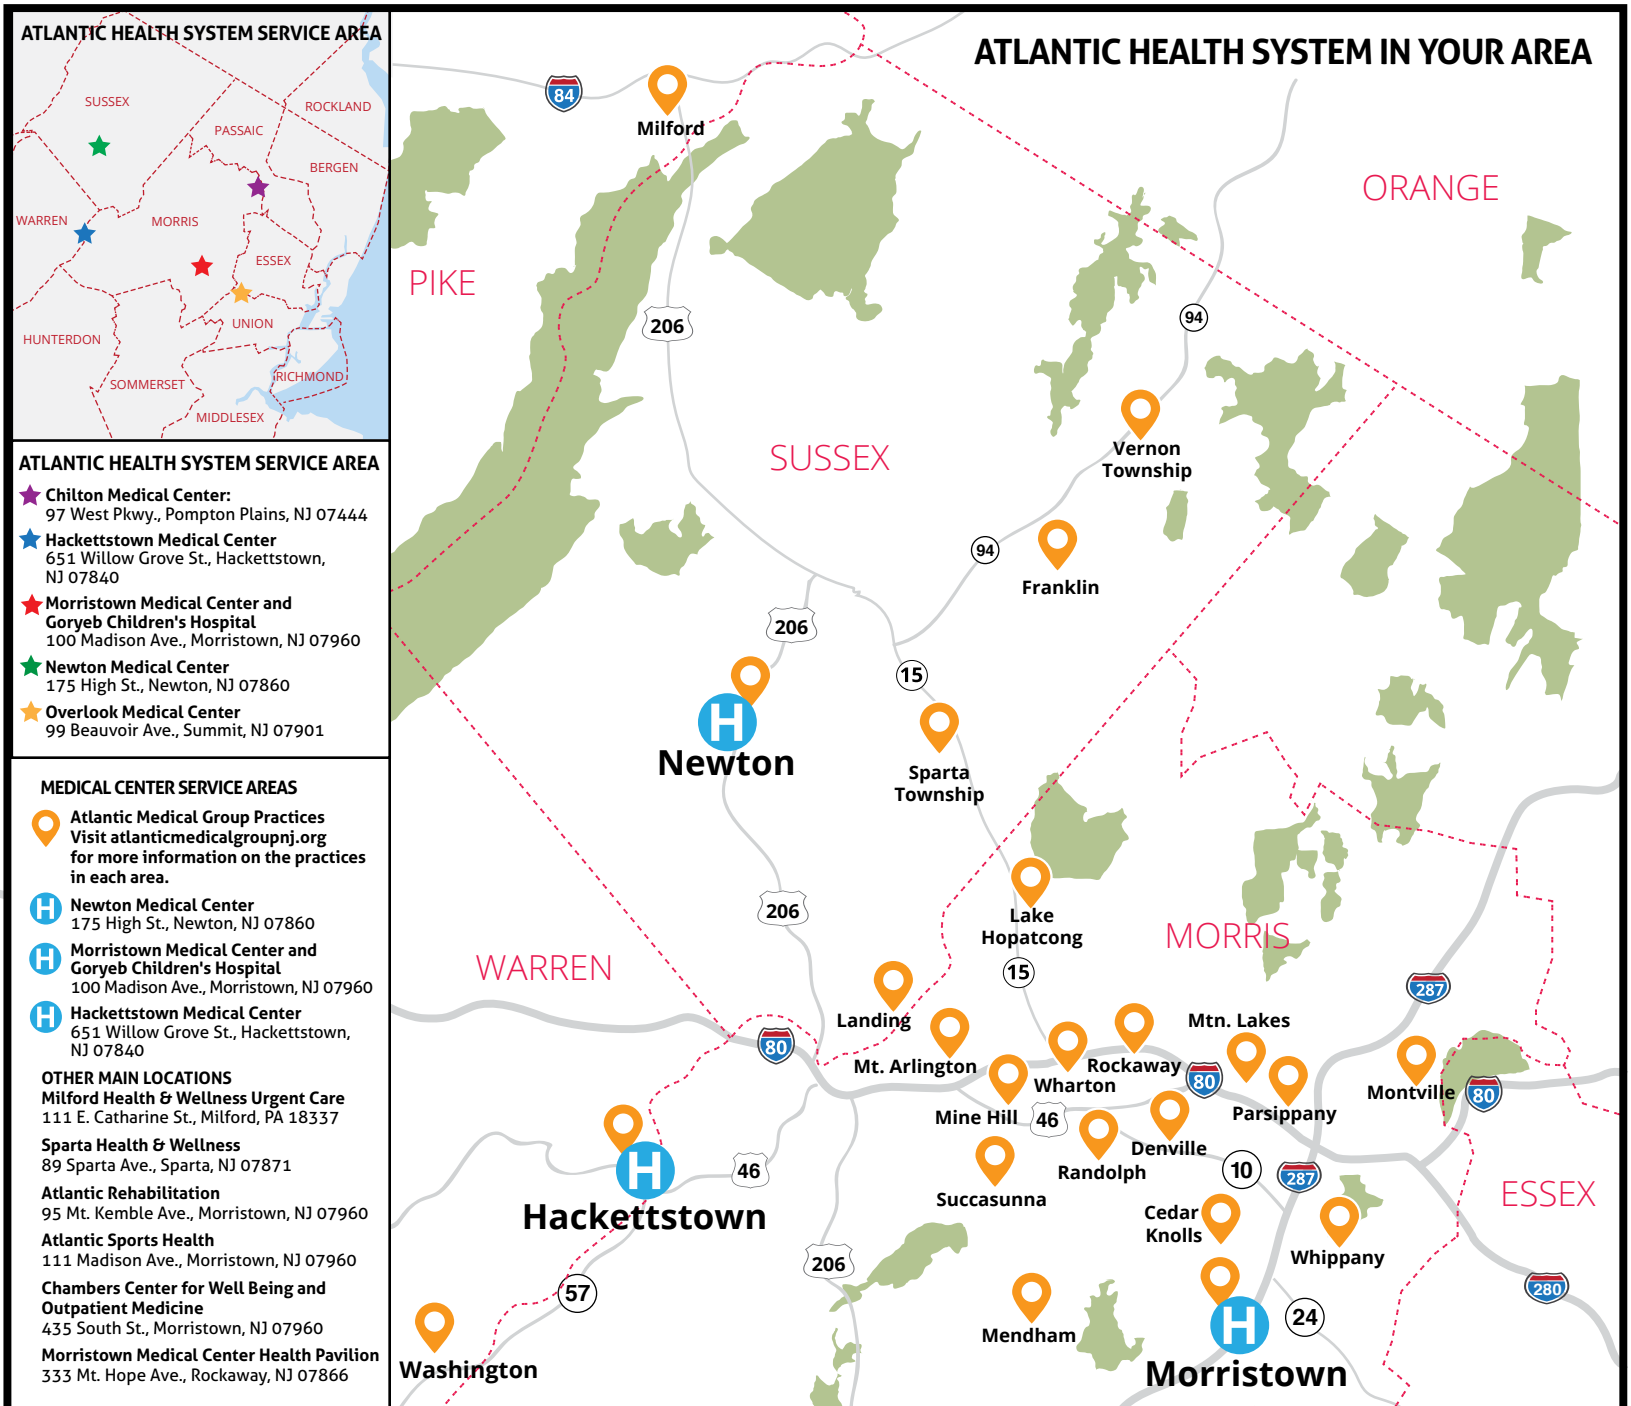 ATLANTIC HEALTH SYSTEM SERVICE AREA
SUSSEX
ROCKLAND
PASSAIC
BERGEN
WARREN
MORRIS
ESSEX
UNION
HUNTERDON
RICHMOND
SOMMERSET
MIDDLESEX
ATLANTIC HEALTH SYSTEM SERVICE AREA
Chilton Medical Center:
97 West Pkwy., Pompton Plains, NJ 07444
Hackettstown Medical Center
651 Willow Grove St., Hackettstown,
NJ 07840
Morristown Medical Center and
Goryeb Children's Hospital
100 Madison Ave., Morristown, NJ 07960
Newton Medical Center
175 High St., Newton, NJ 07860
Overlook Medical Center
99 Beauvoir Ave., Summit, NJ 07901
MEDICAL CENTER SERVICE AREAS
Atlantic Medical Group Practices
Visit atlanticmedicalgroupnj.org
for more information on the practices
in each area.
H
Newton Medical Center
175 High St., Newton, NJ 07860
H
Morristown Medical Center and
Goryeb Children's Hospital
100 Madison Ave., Morristown, NJ 07960
H
Hackettstown Medical Center
651 Willow Grove St., Hackettstown,
NJ 07840
OTHER MAIN LOCATIONS
Milford Health & Wellness Urgent Care
111 E. Catharine St., Milford, PA 18337
Sparta Health & Wellness
89 Sparta Ave., Sparta, NJ 07871
Atlantic Rehabilitation
95 Mt. Kemble Ave., Morristown, NJ 07960
Atlantic Sports Health
111 Madison Ave., Morristown, NJ 07960
Chambers Center for Well Being and
Outpatient Medicine
435 South St., Morristown, NJ 07960
Morristown Medical Center Health Pavilion
333 Mt. Hope Ave., Rockaway, NJ 07866
ATLANTIC HEALTH SYSTEM IN YOUR AREA
84
Milford
ORANGE
PIKE
206
94
SUSSEX
Vernon
Township
94
Franklin
206
15
H
Newton
Sparta
Township
206
Lake
Hopatcong
MORRIS
WARREN
15
287
Landing
Mtn. Lakes
80
Mt. Arlington
Rockaway
80
Wharton
Montville
80
Mine Hill
46
Parsippany
Denville
H
46
Randolph
10
287
Succasunna
ESSEX
Hackettstown
Cedar
Knolls
Whippany
206
57
280
24
H
Mendham
Washington
Morristown